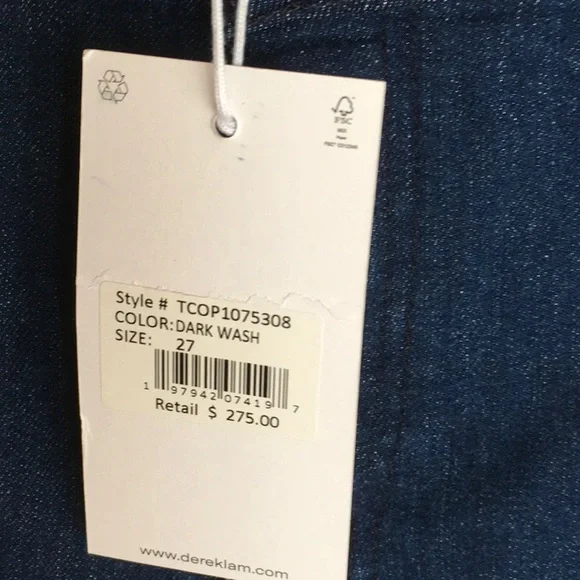 FSC
Style # TCOP1075308
COLOR: DARK WASH
SIZE: 27
1 97942 07419 7
Retail $ 275.00
www.dereklam.com